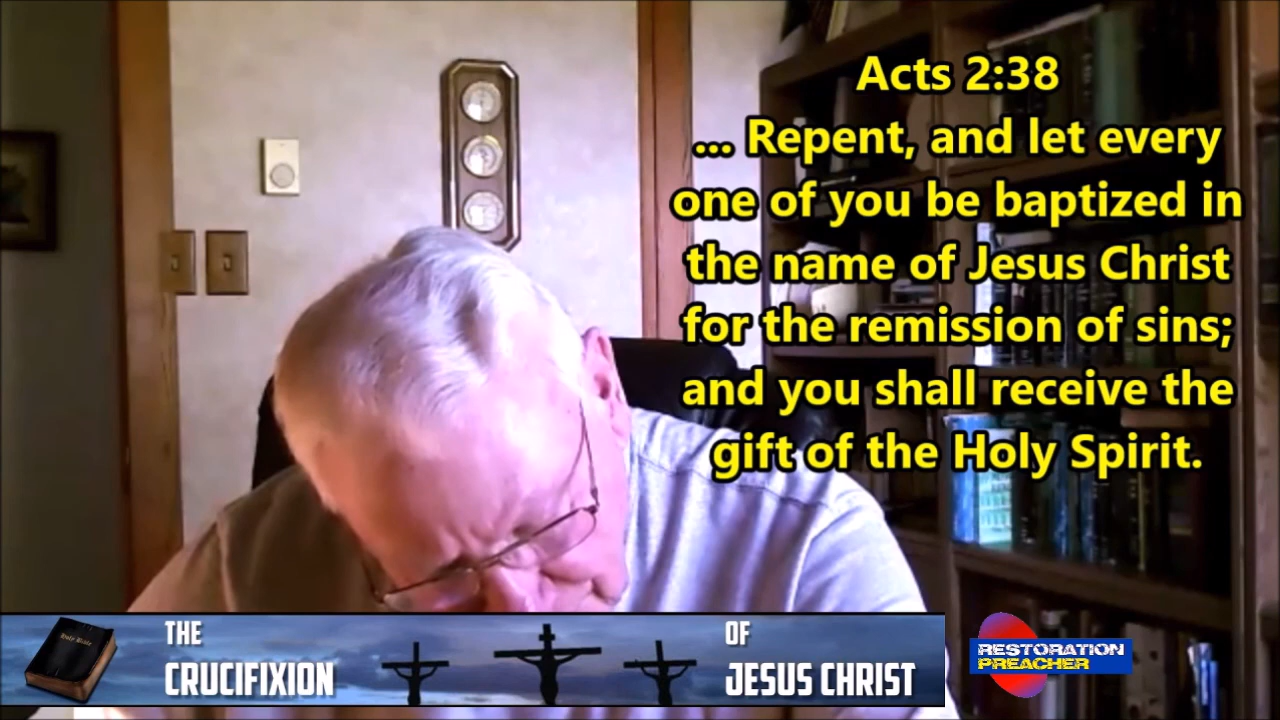 Acts 2:38
... Repent, and let every
one of you be baptized in
the name of Jesus Christ
for the remission of sins;
and you shall receive the
gift of the Holy Spirit.
Holy Bible
THE OF
CRUCIFIXION JESUS CHRIST
RESTORATION
PREACHER